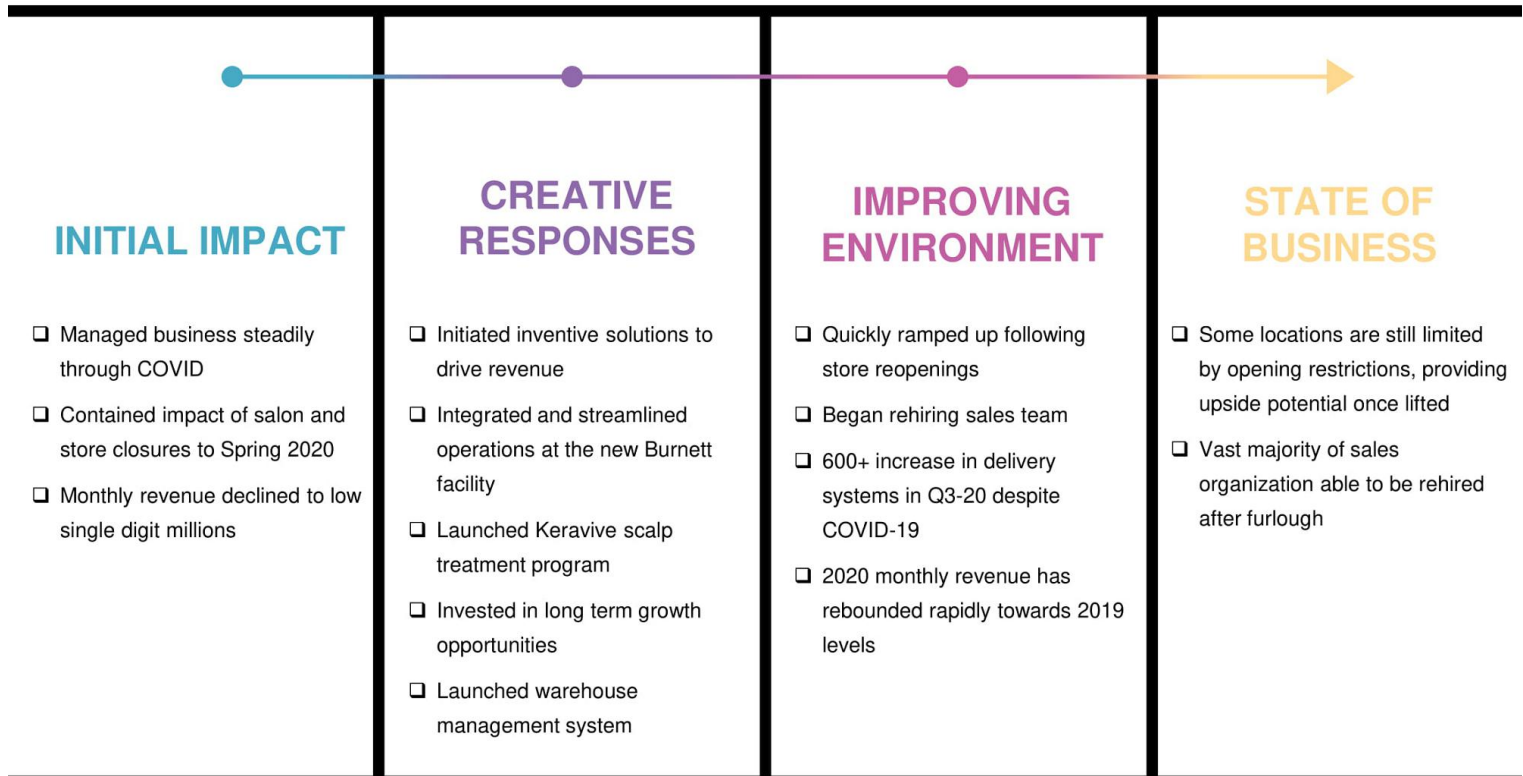 INITIAL IMPACT
❑ Managed business steadily
through COVID
❑ Contained impact of salon and
store closures to Spring 2020
❑ Monthly revenue declined to low
single digit millions
CREATIVE
RESPONSES
❑ Initiated inventive solutions to
drive revenue
❑ Integrated and streamlined
operations at the new Burnett
facility
❑ Launched Keravive scalp
treatment program
❑ Invested in long term growth
opportunities
❑ Launched warehouse
management system
IMPROVING
ENVIRONMENT
❑ Quickly ramped up following
store reopenings
❑ Began rehiring sales team
❑ 600+ increase in delivery
systems in Q3-20 despite
COVID-19
❑ 2020 monthly revenue has
rebounded rapidly towards 2019
levels
STATE OF
BUSINESS
❑ Some locations are still limited
by opening restrictions, providing
upside potential once lifted
❑ Vast majority of sales
organization able to be rehired
after furlough